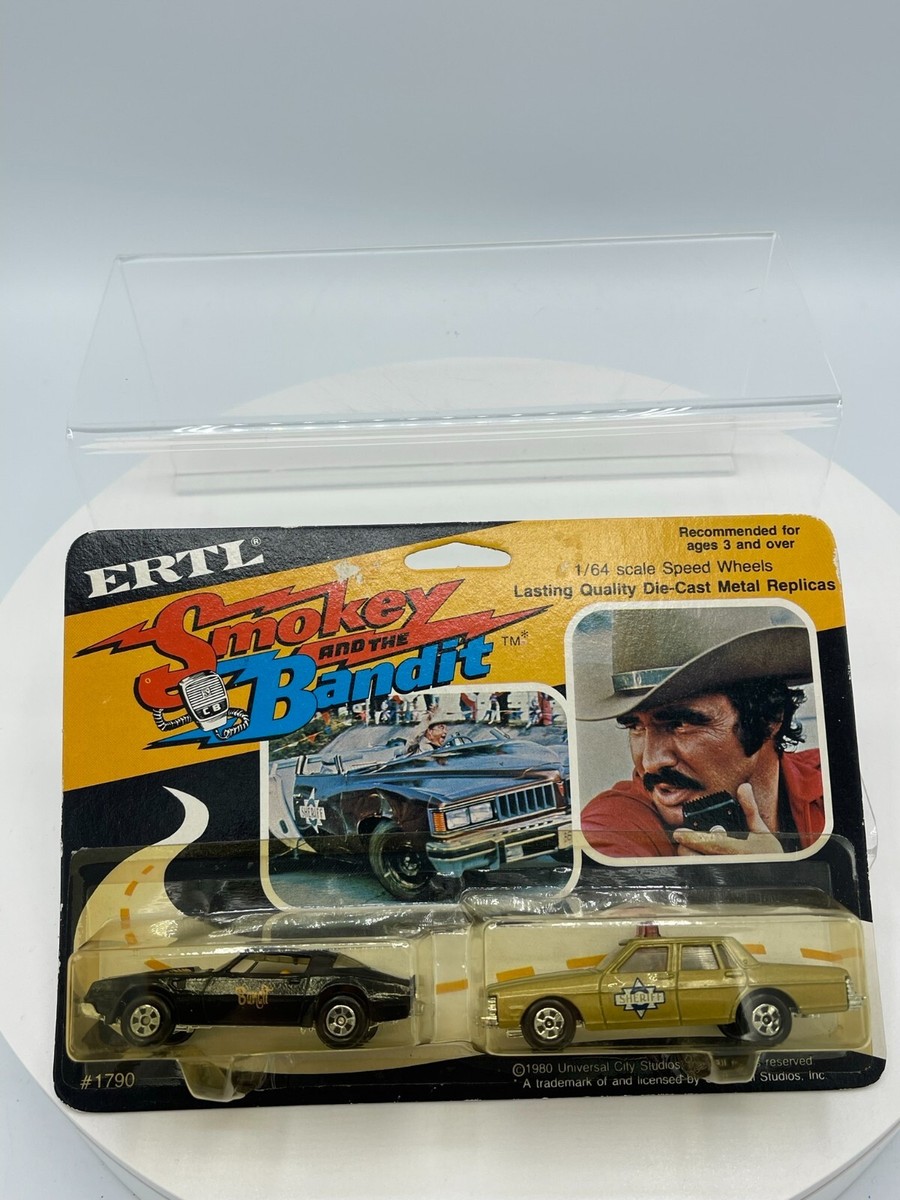 ERTL®
Recommended for
ages 3 and over
1/64 scale Speed Wheels
Lasting Quality Die-Cast Metal Replicas
Smokey
AND THE
Bandit TM*
CB
SHERIFF
Bandit
SHERIFF
#1790
©1980 Universal City Studios, reserved
* A trademark of and licensed by Studios, Inc.